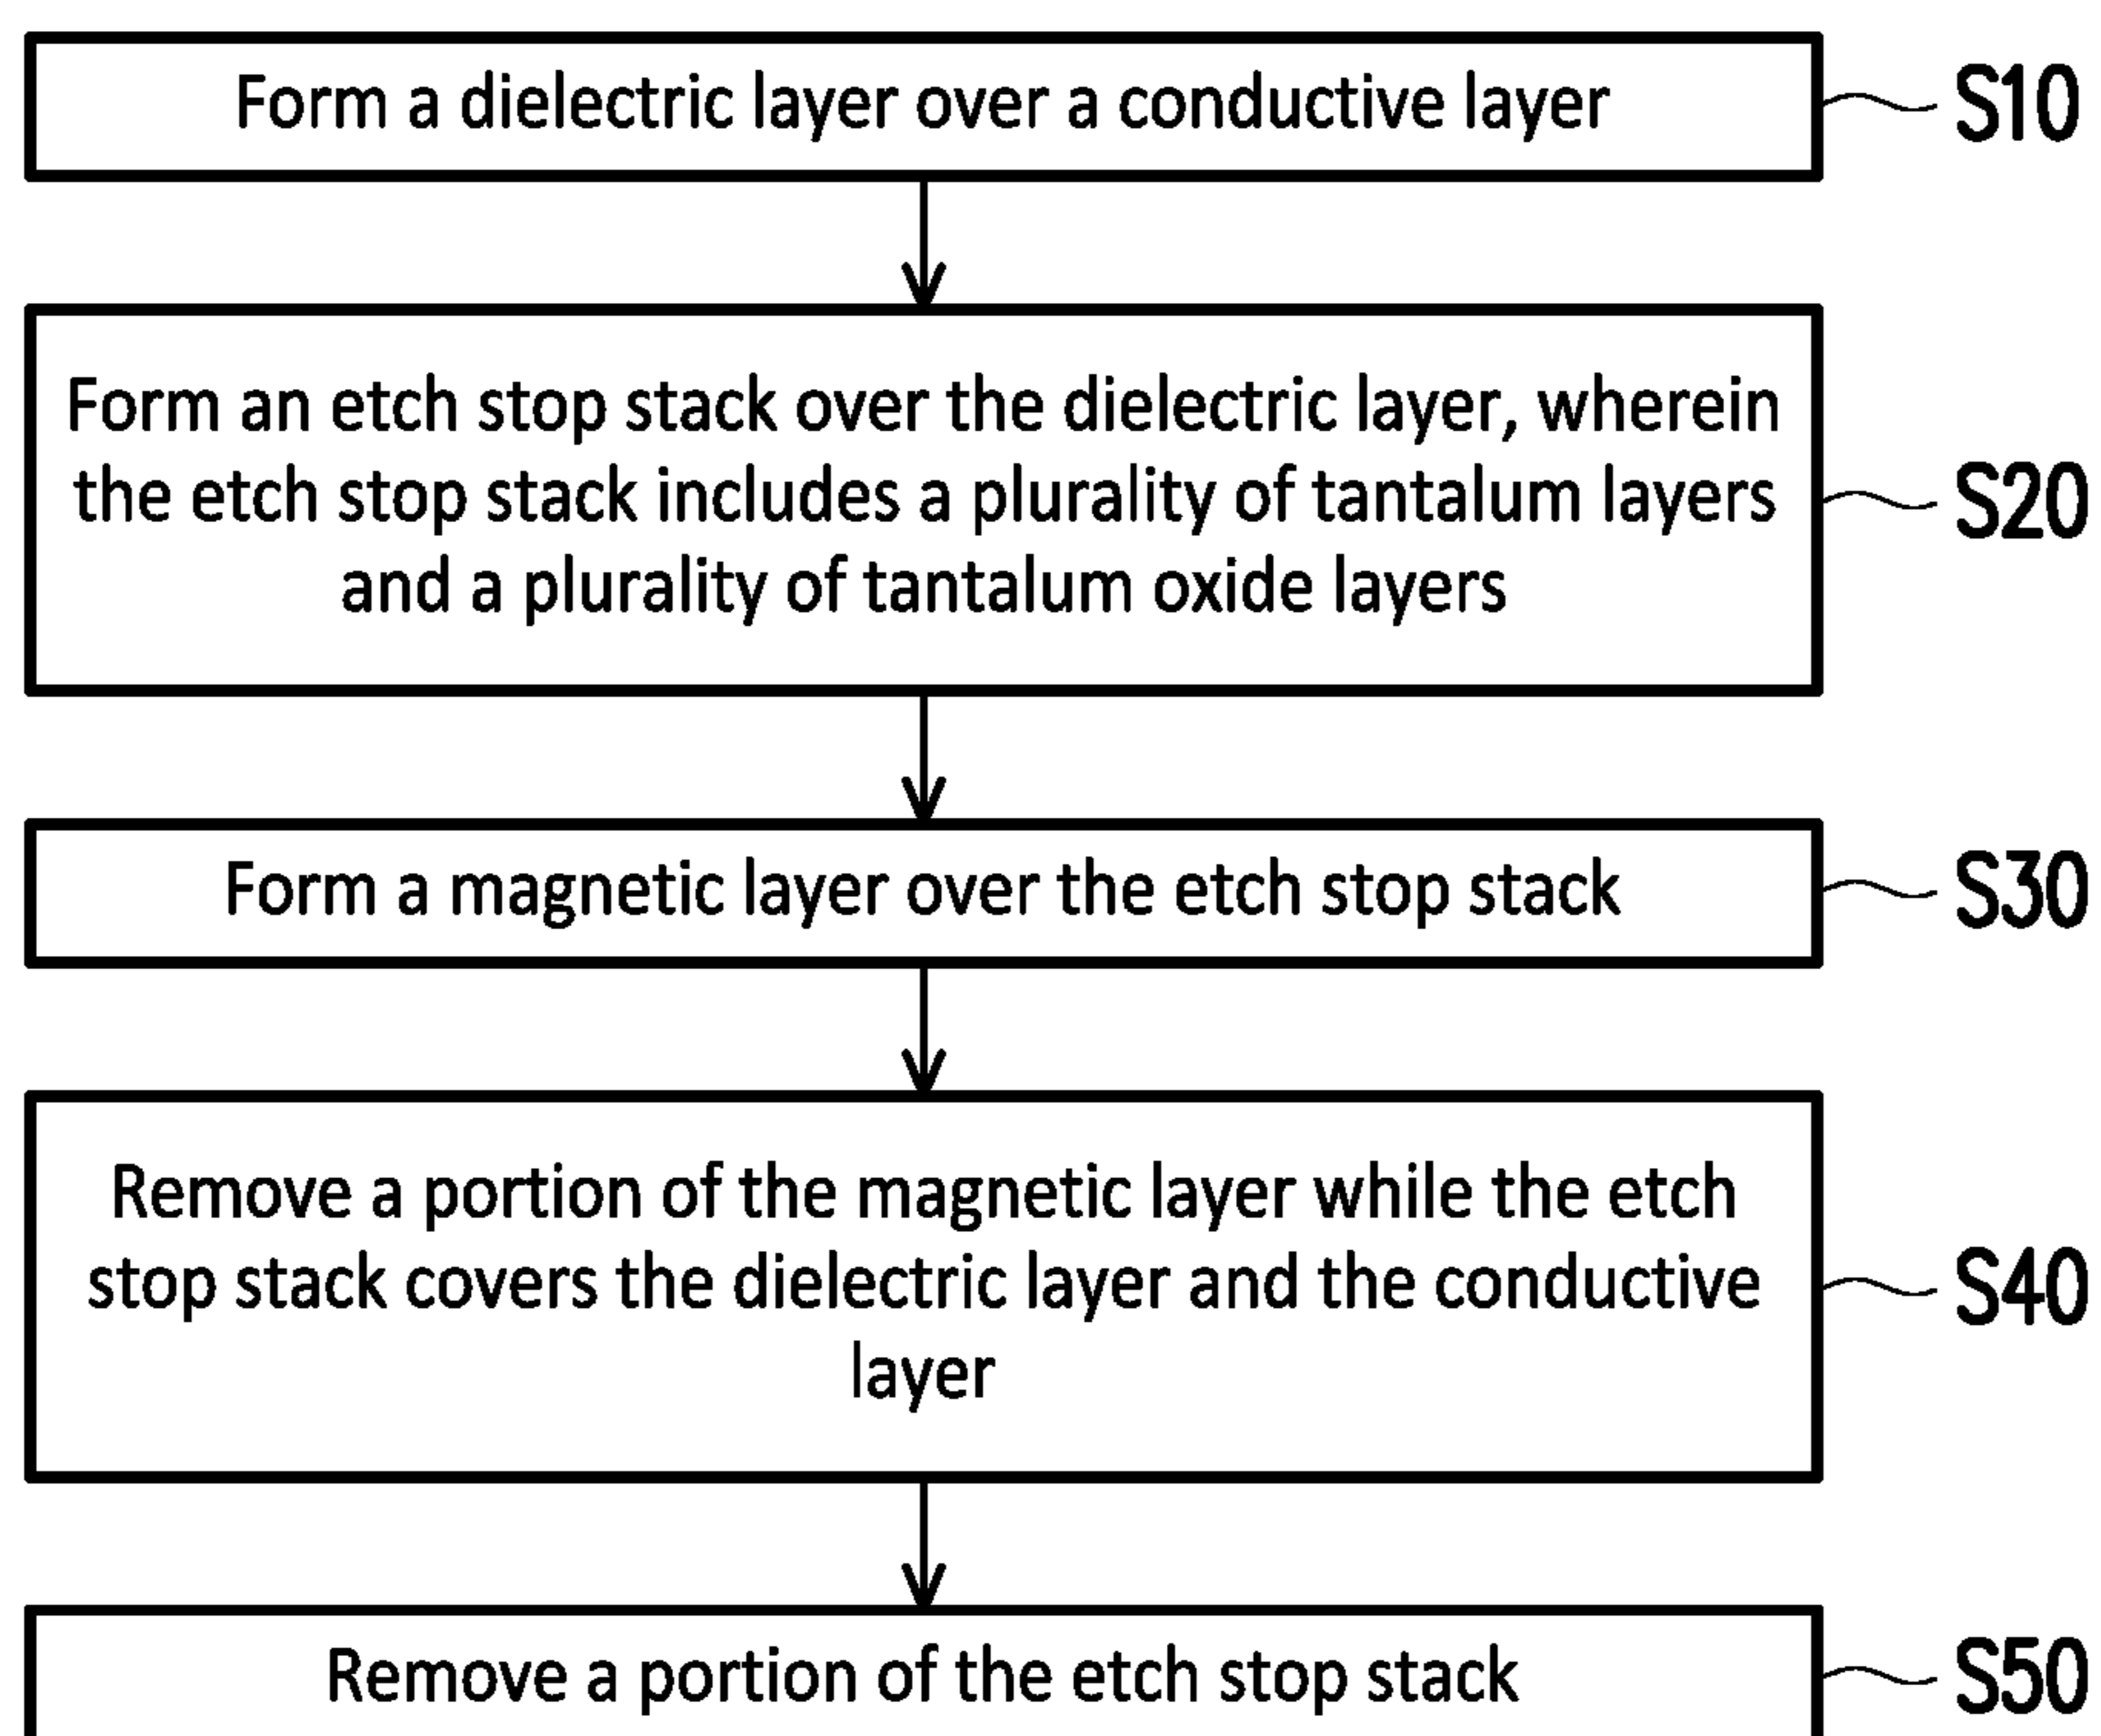 Form a dielectric layer over a conductive layer
S10
Form an etch stop stack over the dielectric layer, wherein
the etch stop stack includes a plurality of tantalum layers
and a plurality of tantalum oxide layers
S20
Form a magnetic layer over the etch stop stack
S30
Remove a portion of the magnetic layer while the etch
stop stack covers the dielectric layer and the conductive
layer
S40
Remove a portion of the etch stop stack
S50